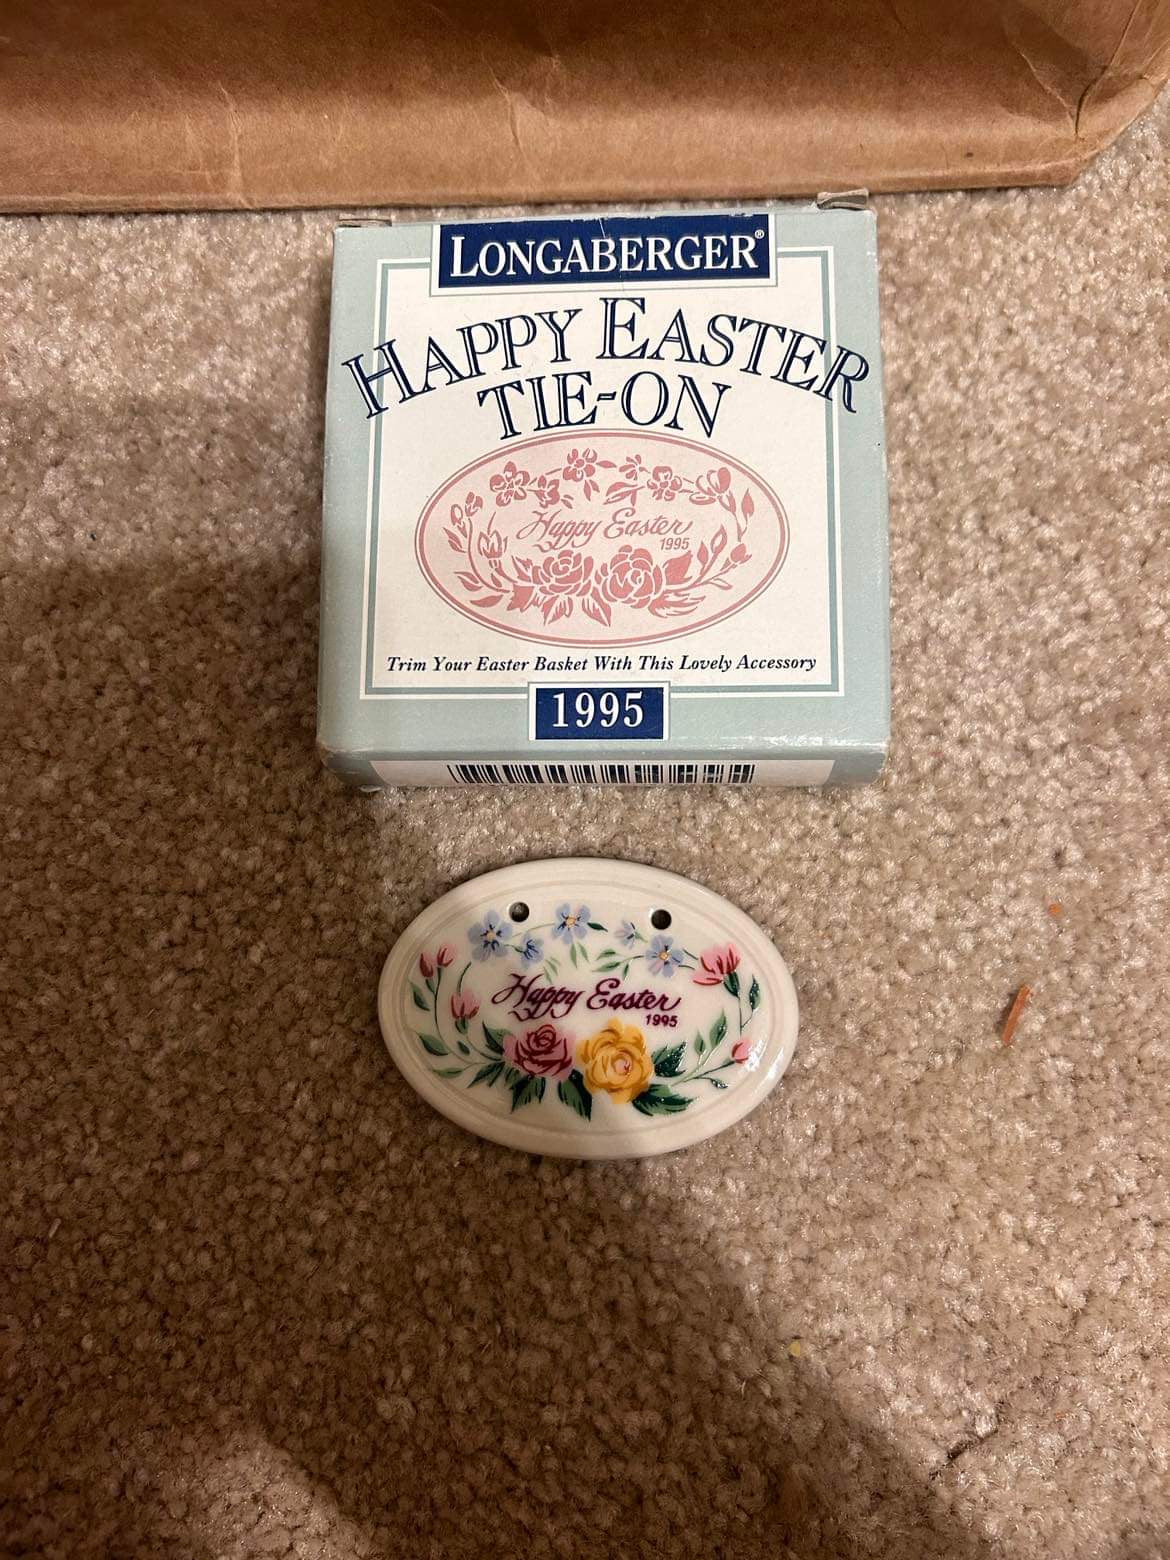 LONGABERGER®
HAPPY EASTER
TIE-ON
Happy Easter
1995
Trim Your Easter Basket With This Lovely Accessory
1995
Happy Easter
1995